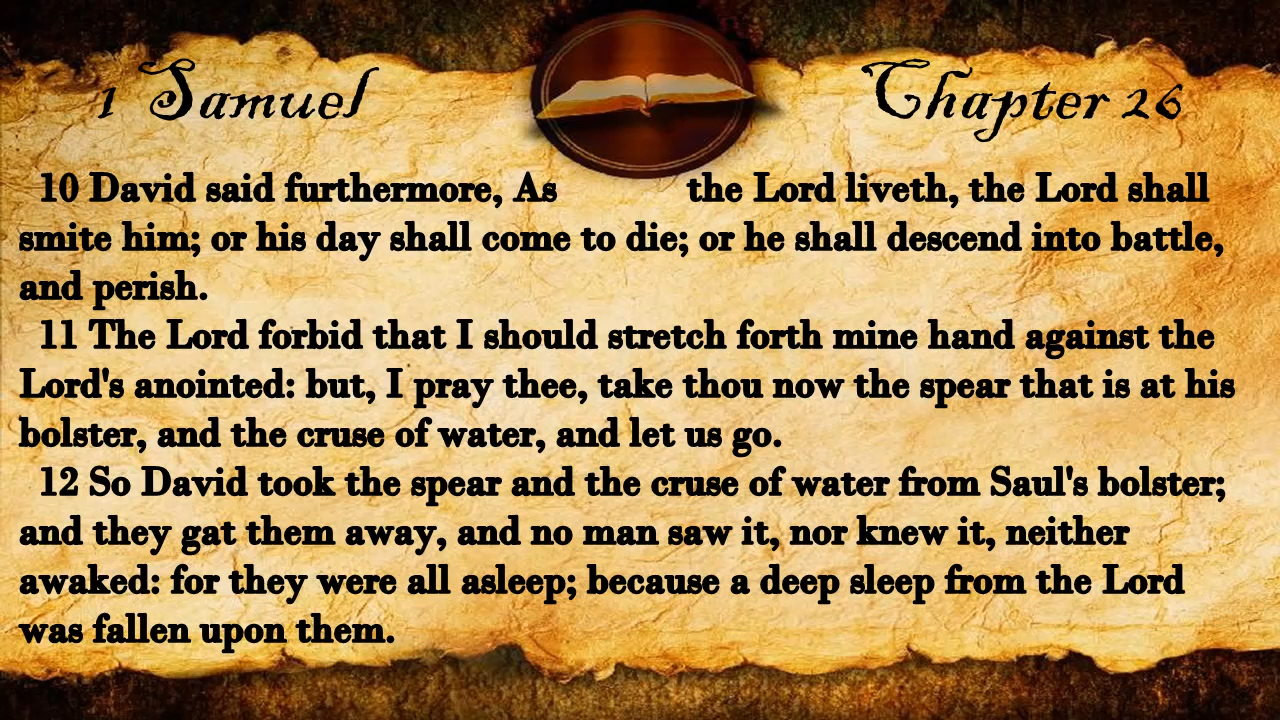 1 Samuel Chapter 26
10 David said furthermore, As the Lord liveth, the Lord shall
smite him; or his day shall come to die; or he shall descend into battle,
and perish.
11 The Lord forbid that I should stretch forth mine hand against the
Lord's anointed: but, I pray thee, take thou now the spear that is at his
bolster, and the cruse of water, and let us go.
12 So David took the spear and the cruse of water from Saul's bolster;
and they gat them away, and no man saw it, nor knew it, neither
awaked: for they were all asleep; because a deep sleep from the Lord
was fallen upon them.